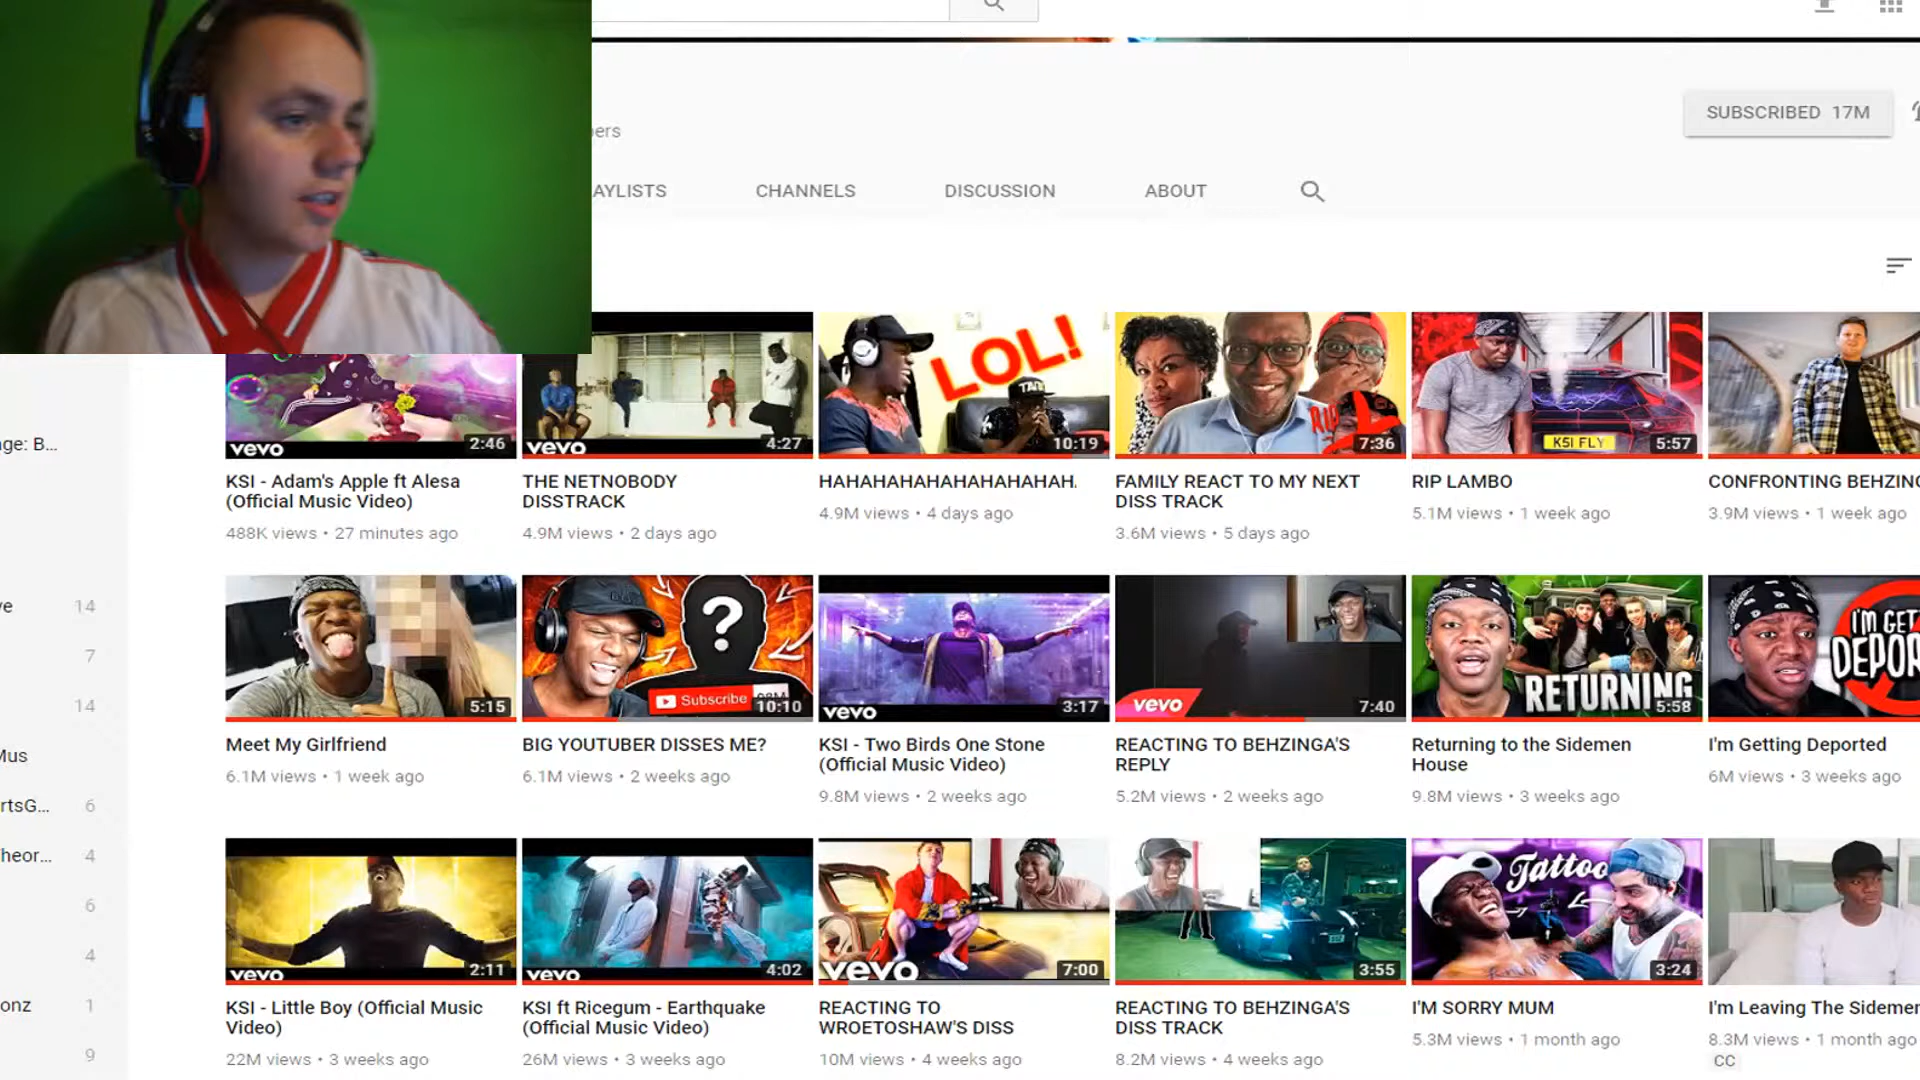 bers
SUBSCRIBED 17M
AYLISTS
CHANNELS
DISCUSSION
ABOUT
LOL!
KSI FLY
vevo
2:46
vevo
4:27
10:19
7:36
5:57
KSI - Adam's Apple ft Alesa
(Official Music Video)
488K views • 27 minutes ago
THE NETNOBODY
DISSTRACK
4.9M views • 2 days ago
HAHAHAHAHAHAHAHAHAH.
4.9M views • 4 days ago
FAMILY REACT TO MY NEXT
DISS TRACK
3.6M views • 5 days ago
RIP LAMBO
5.1M views • 1 week ago
CONFRONTING BEHZING
3.9M views • 1 week ago
age: B...
ve 14
7
14
Mus
rtsG... 6
heor... 4
6
4
onz 1
9
5:15
?
Subscribe
10:10
vevo
3:17
vevo
7:40
RETURNING
5:58
I'M GET
DEPOR
Meet My Girlfriend
6.1M views • 1 week ago
BIG YOUTUBER DISSES ME?
6.1M views • 2 weeks ago
KSI - Two Birds One Stone
(Official Music Video)
9.8M views • 2 weeks ago
REACTING TO BEHZINGA'S
REPLY
5.2M views • 2 weeks ago
Returning to the Sidemen
House
9.8M views • 3 weeks ago
I'm Getting Deported
6M views • 3 weeks ago
vevo
2:11
vevo
4:02
vevo
7:00
3:55
Tattoo
3:24
KSI - Little Boy (Official Music
Video)
22M views • 3 weeks ago
KSI ft Ricegum - Earthquake
(Official Music Video)
26M views • 3 weeks ago
REACTING TO
WROETOSHAW'S DISS
10M views • 4 weeks ago
REACTING TO BEHZINGA'S
DISS TRACK
8.2M views • 4 weeks ago
I'M SORRY MUM
5.3M views • 1 month ago
I'm Leaving The Sidemen
8.3M views • 1 month ago
CC